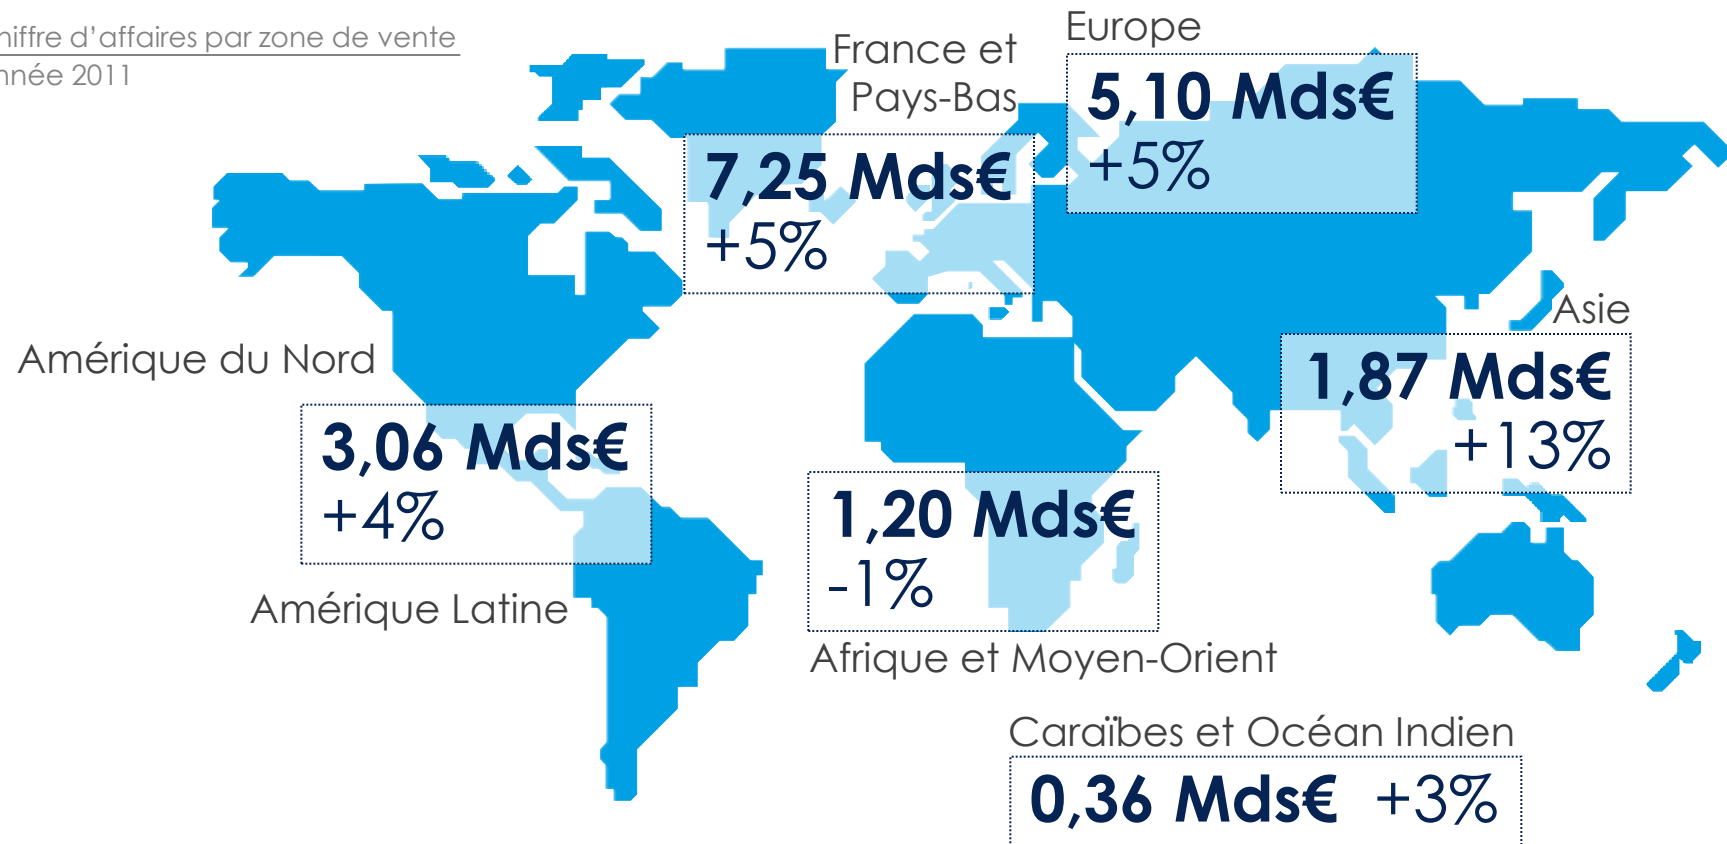 hiffre d'affaires par zone de vente
nnée 2011
France et
Pays-Bas
7,25 Mds€
+5%
Europe
5,10 Mds€
+5%
Amérique du Nord
3,06 Mds€
+4%
Amérique Latine
Asie
1,87 Mds€
+13%
1,20 Mds€
-1%
Afrique et Moyen-Orient
Caraïbes et Océan Indien
0,36 Mds€ +3%